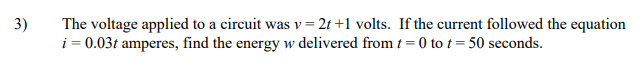 3) The voltage applied to a circuit was v = 2t +1 volts. If the current followed the equation
i = 0.03t amperes, find the energy w delivered from t = 0 to t = 50 seconds.